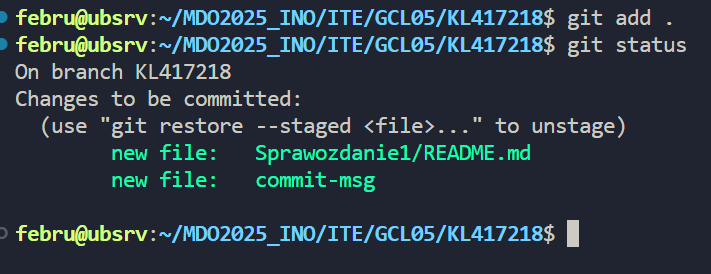 febru@ubsrv:~/MDO2025_INO/ITE/GCL05/KL417218$ git add .
febru@ubsrv:~/MDO2025_INO/ITE/GCL05/KL417218$ git status
On branch KL417218
Changes to be committed:
  (use "git restore --staged <file>..." to unstage)
        new file:   Sprawozdanie1/README.md
        new file:   commit-msg

febru@ubsrv:~/MDO2025_INO/ITE/GCL05/KL417218$